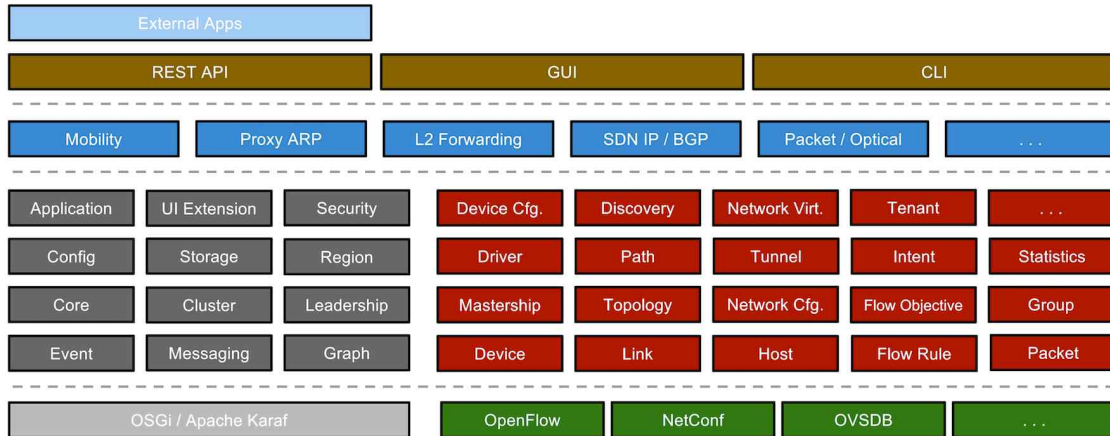 External Apps
REST API GUI CLI
Mobility Proxy ARP L2 Forwarding SDN IP / BGP Packet / Optical . . .
Application UI Extension Security Device Cfg. Discovery Network Virt. Tenant . . .
Config Storage Region Driver Path Tunnel Intent Statistics
Core Cluster Leadership Mastership Topology Network Cfg. Flow Objective Group
Event Messaging Graph Device Link Host Flow Rule Packet
OSGi / Apache Karaf OpenFlow NetConf OVSDB . . .